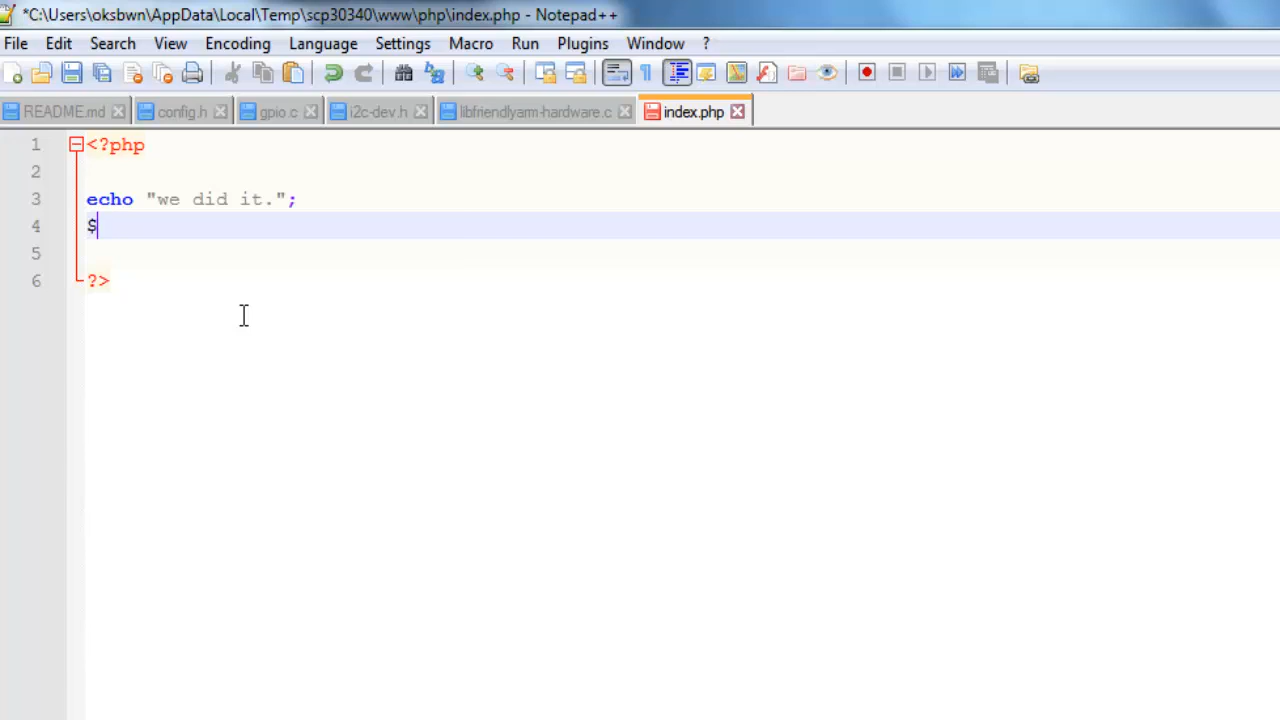 *C:\Users\oksbwn\AppData\Local\Temp\scp30340\www\php\index.php - Notepad++
File Edit Search View Encoding Language Settings Macro Run Plugins Window ?
README.md config.h gpio.c i2c-dev.h libfriendlyarm-hardware.c index.php
1 <?php
2
3 echo "we did it.";
4 $
5
6 ?>